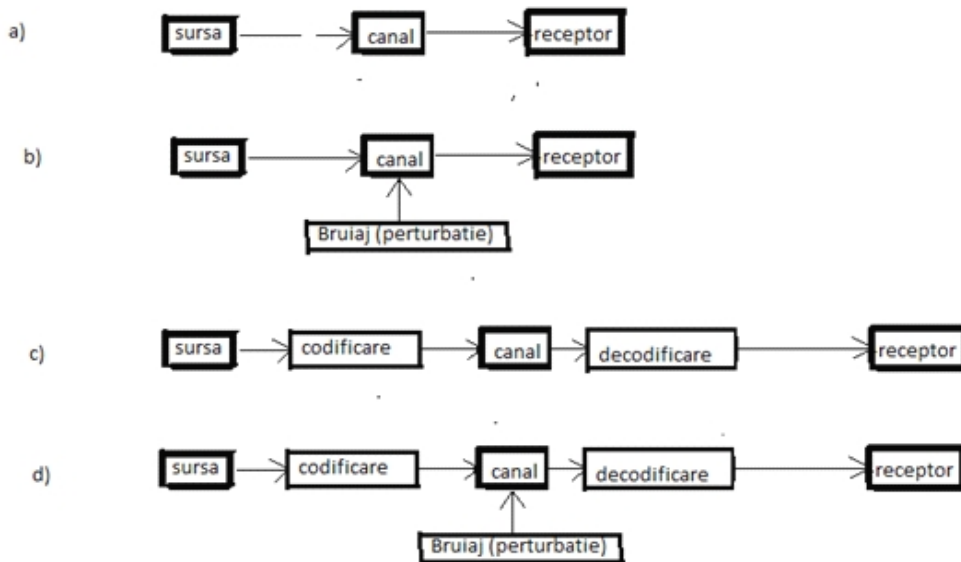 a) sursa canal receptor
b) sursa canal receptor
Bruiaj (perturbatie)
c) sursa codificare canal decodificare receptor
d) sursa codificare canal decodificare receptor
Bruiaj (perturbatie)